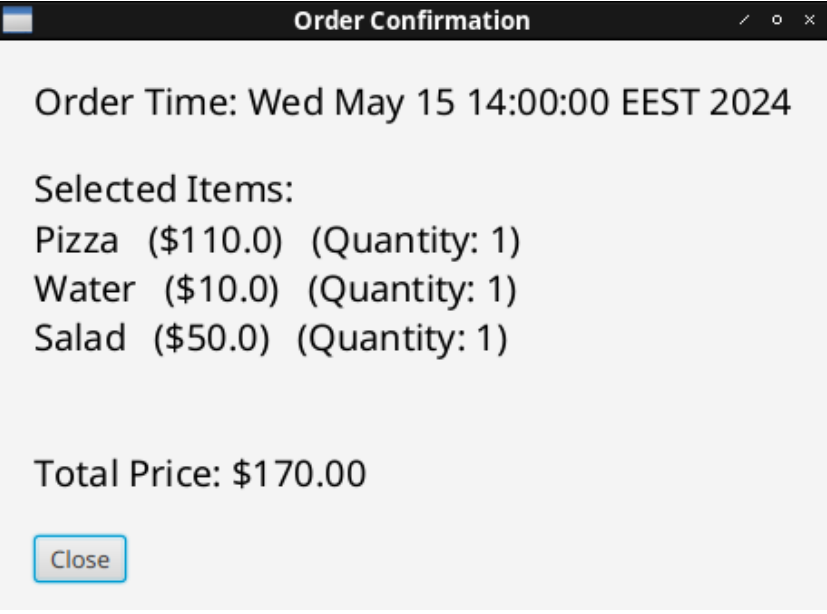 Order Confirmation
Order Time: Wed May 15 14:00:00 EEST 2024
Selected Items:
Pizza   ($110.0)   (Quantity: 1)
Water   ($10.0)   (Quantity: 1)
Salad   ($50.0)   (Quantity: 1)
Total Price: $170.00
Close